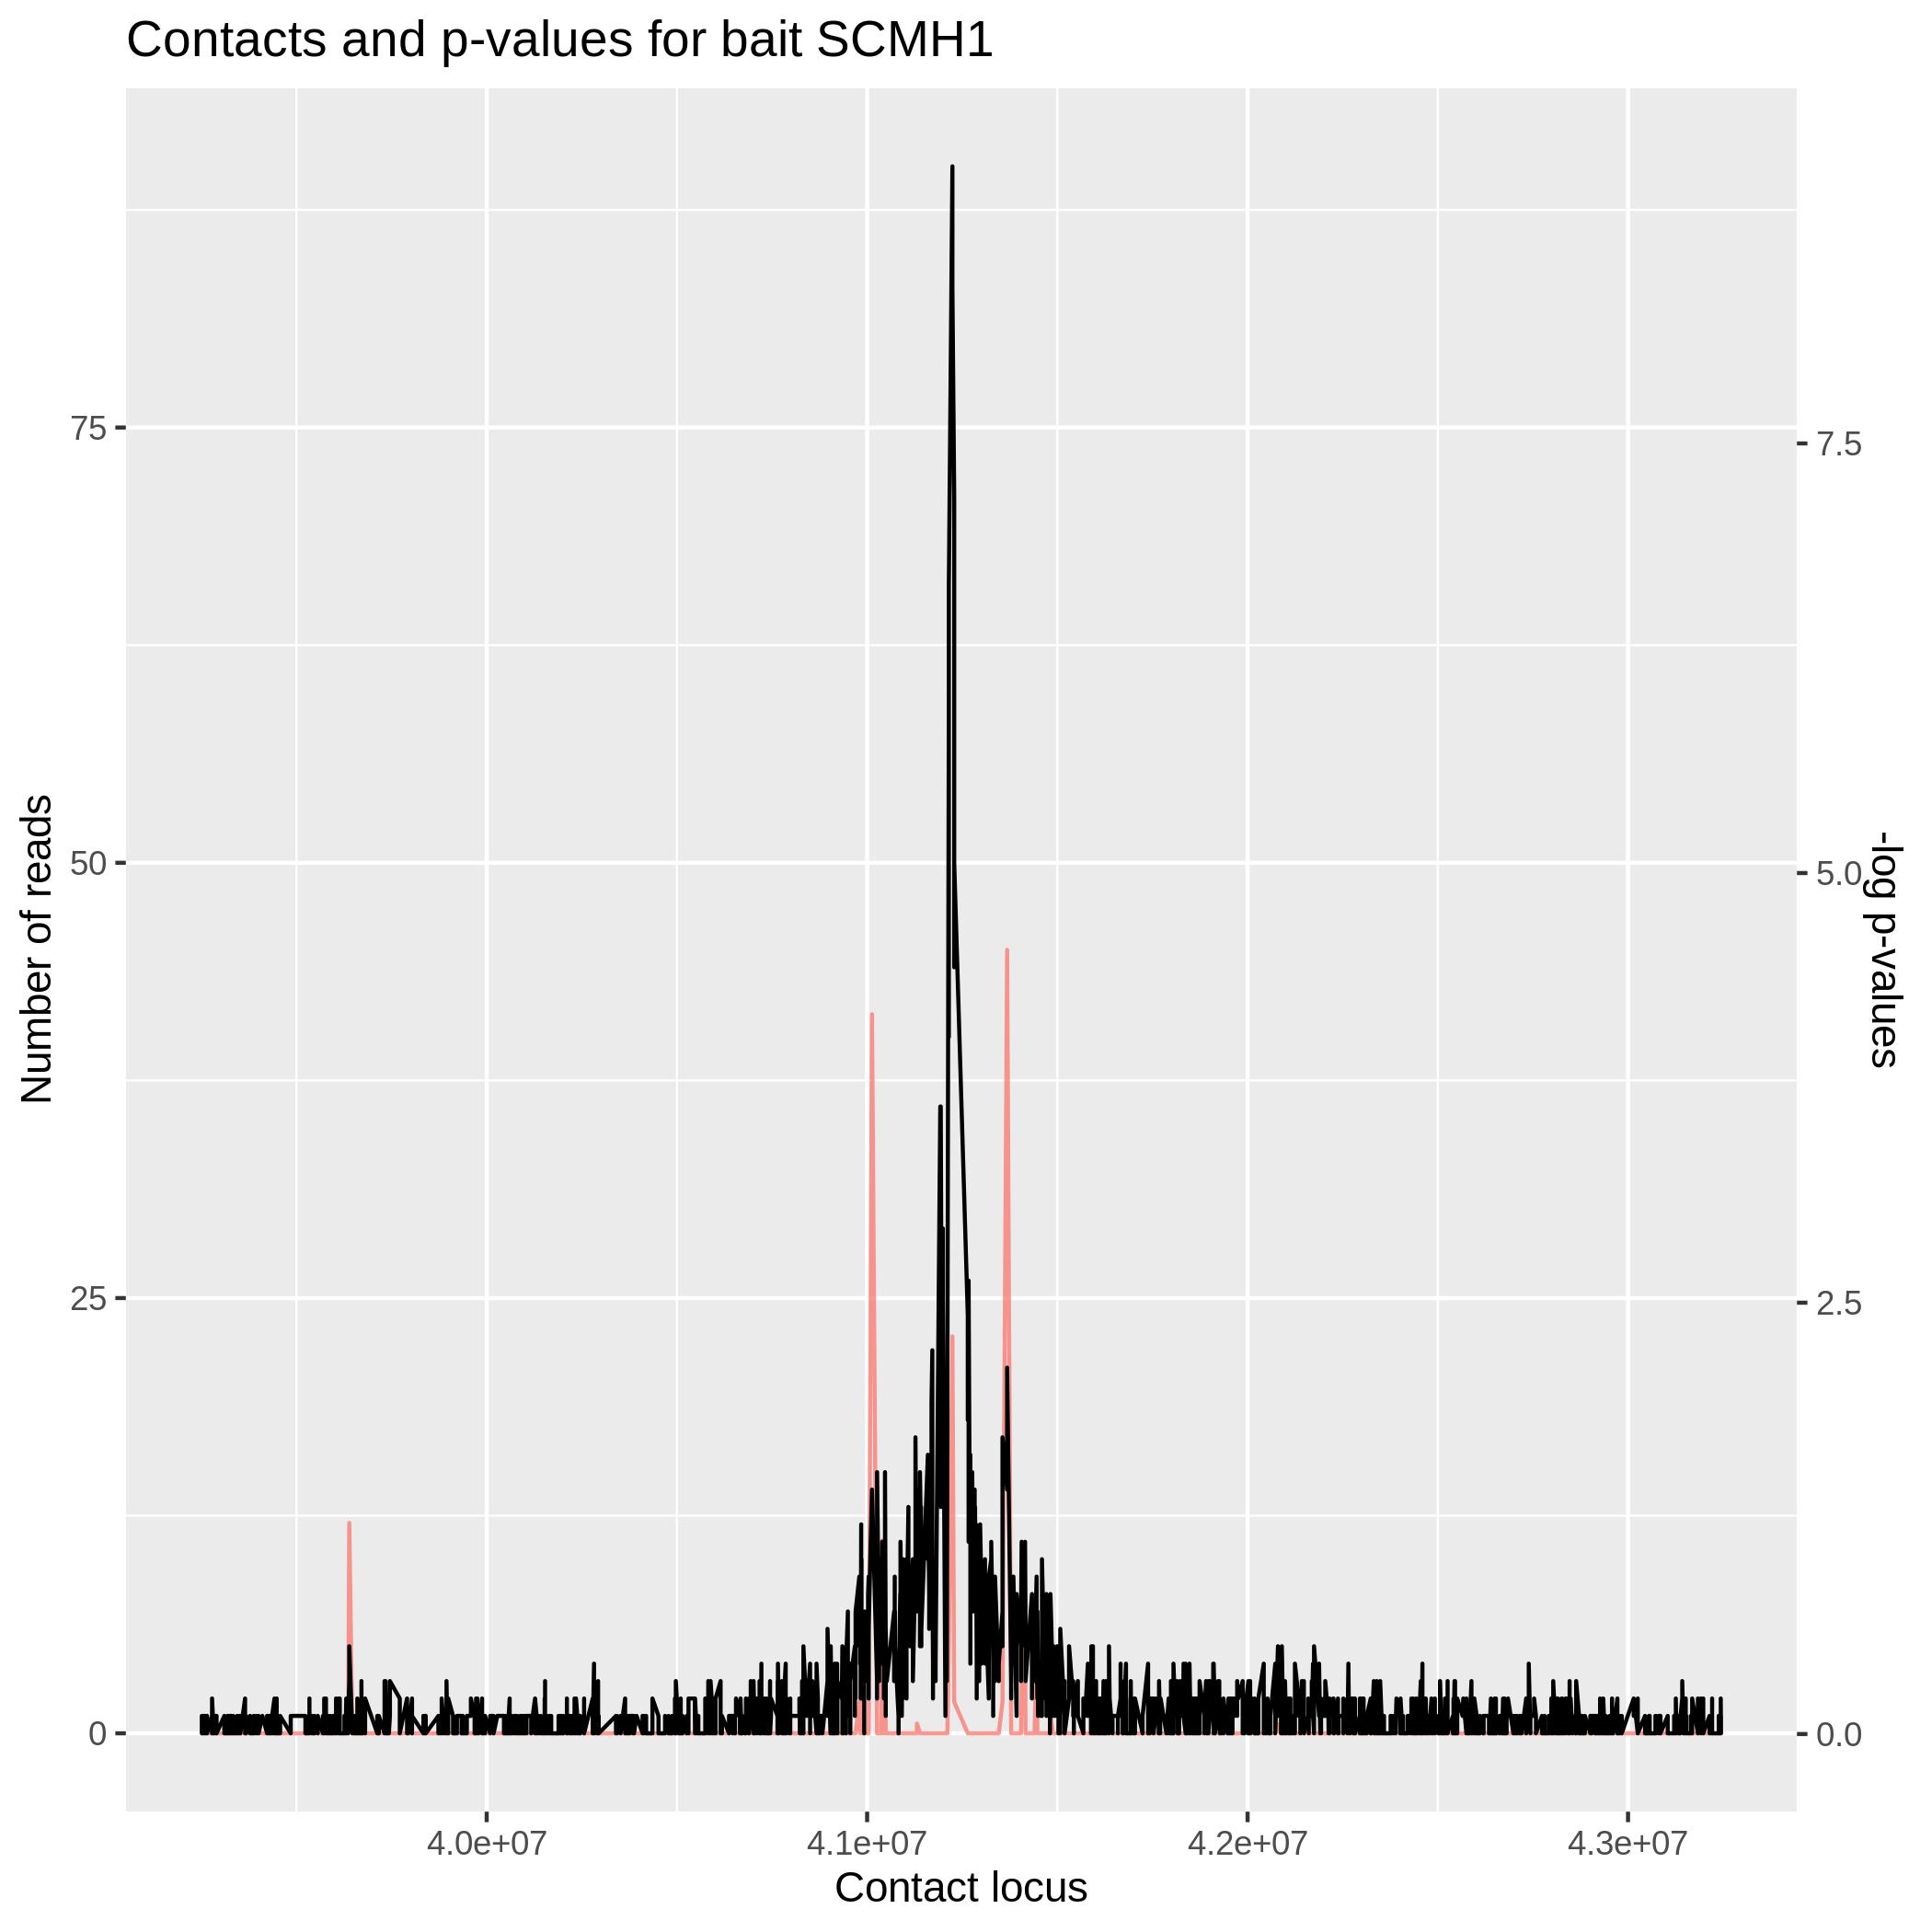 Contacts and p-values for bait SCMH1
75
50
25
0
Number of reads
7.5
5.0
2.5
0.0
-log p-values
4.0e+07
4.1e+07
4.2e+07
4.3e+07
Contact locus